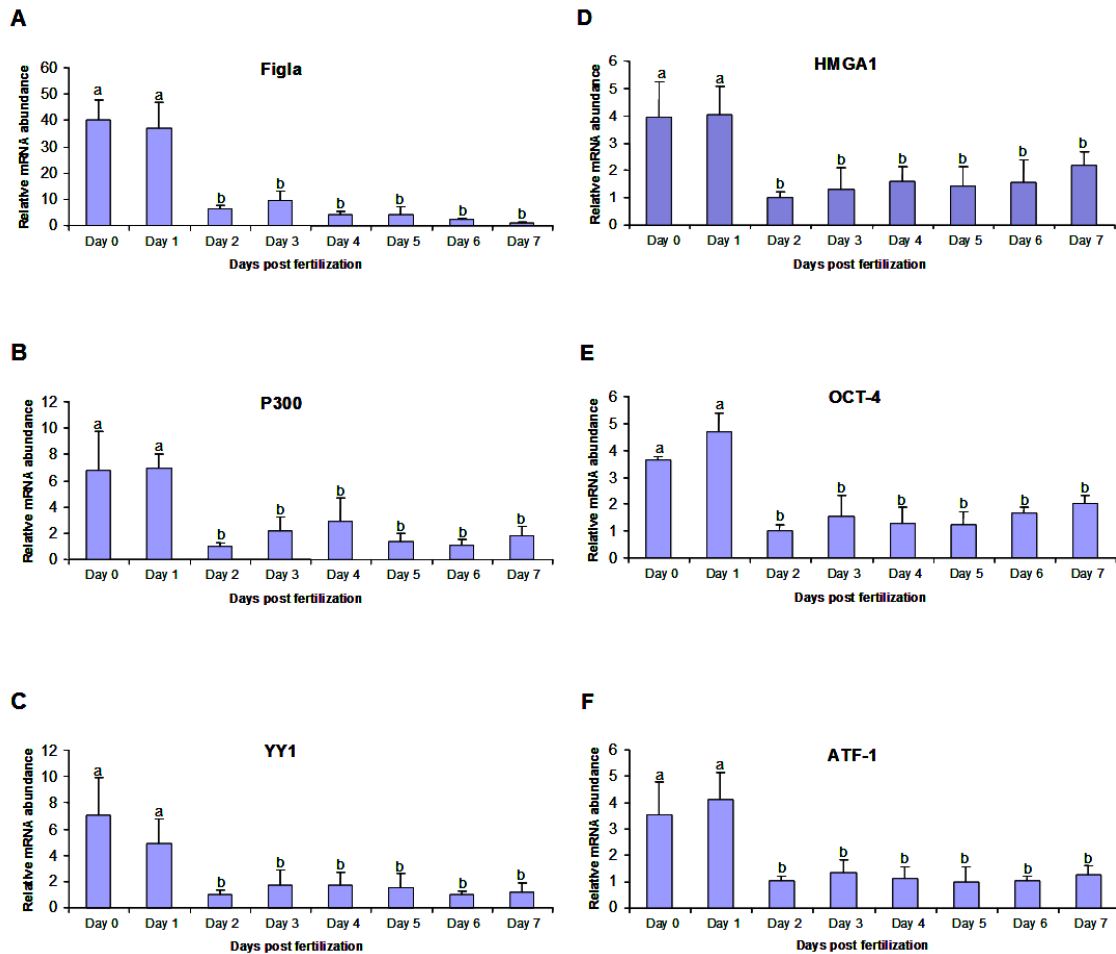 A
Figla
Relative mRNA abundance
60
50
40
30
20
10
0
a
a
b
b
b
b
b
b
Day 0 Day 1 Day 2 Day 3 Day 4 Day 5 Day 6 Day 7
Days post fertilization
B
P300
Relative mRNA abundance
12
10
8
6
4
2
0
a
a
b
b
b
b
b
b
Day 0 Day 1 Day 2 Day 3 Day 4 Day 5 Day 6 Day 7
Days post fertilization
C
YY1
Relative mRNA abundance
12
10
8
6
4
2
0
a
a
b
b
b
b
b
b
Day 0 Day 1 Day 2 Day 3 Day 4 Day 5 Day 6 Day 7
Days post fertilization
D
HMGA1
Relative mRNA abundance
6
5
4
3
2
1
0
a
a
b
b
b
b
b
b
Day 0 Day 1 Day 2 Day 3 Day 4 Day 5 Day 6 Day 7
Days post fertilization
E
OCT-4
Relative mRNA abundance
6
5
4
3
2
1
0
a
a
b
b
b
b
b
b
Day 0 Day 1 Day 2 Day 3 Day 4 Day 5 Day 6 Day 7
Days post fertilization
F
ATF-1
Relative mRNA abundance
6
5
4
3
2
1
0
a
a
b
b
b
b
b
b
Day 0 Day 1 Day 2 Day 3 Day 4 Day 5 Day 6 Day 7
Days post fertilization